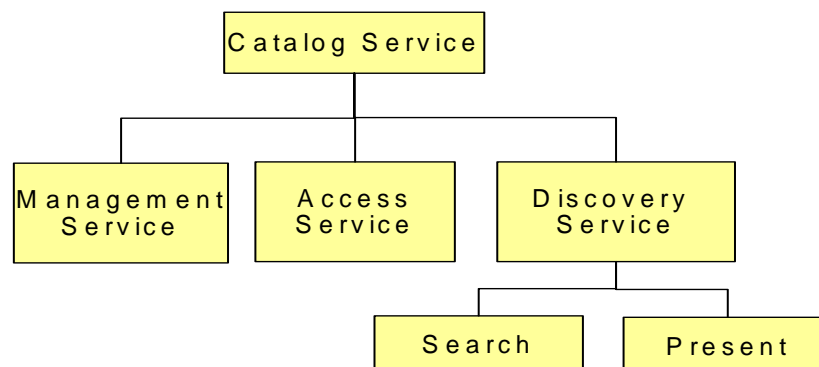 Catalog Service
Management
Service
Access
Service
Discovery
Service
Search
Present